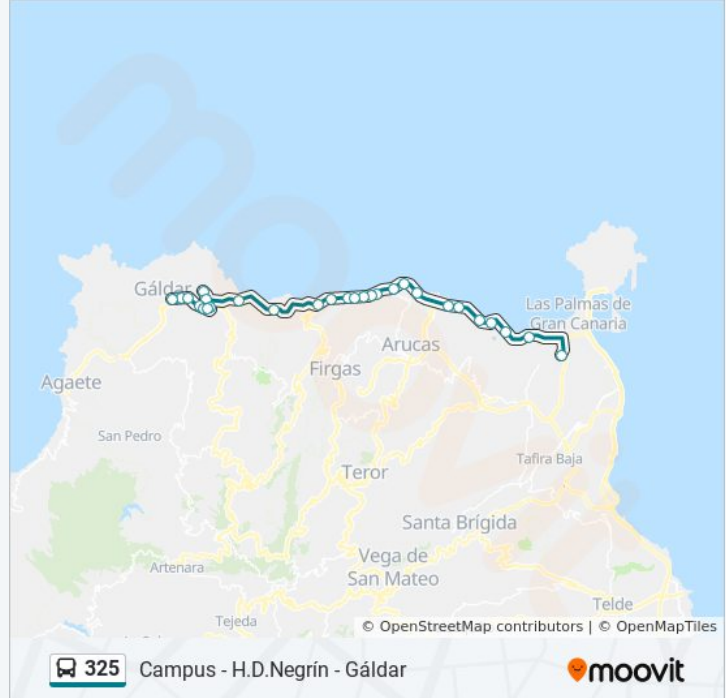 Gáldar
Las Palmas de
Gran Canaria
Arucas
Firgas
Agaete
San Pedro
Tafira Baja
Teror
Santa Brígida
Vega de
San Mateo
Artenara
Telde
Tejeda
© OpenStreetMap contributors | © OpenMapTiles
325 Campus - H.D.Negrín - Gáldar
moovit
moovit